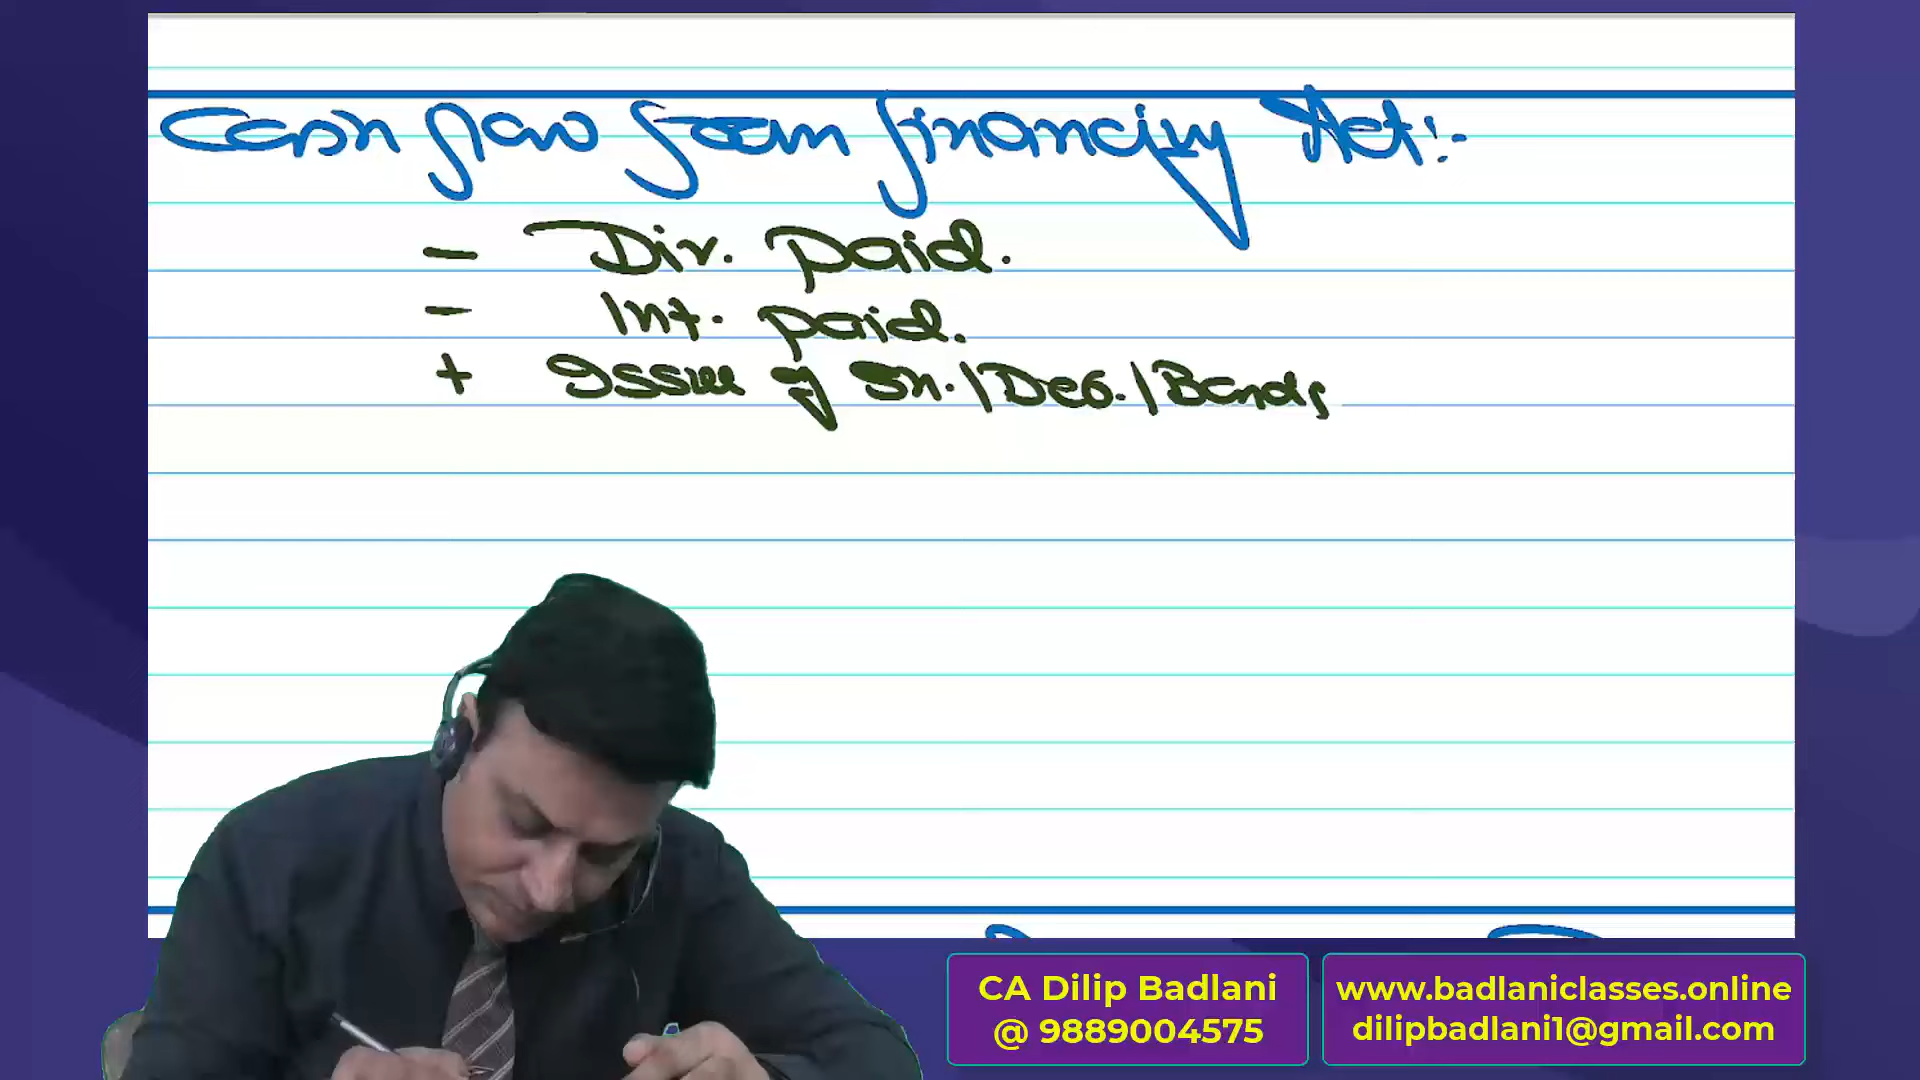 Cash flow from financing Act:-
- Div. paid.
- Int. paid.
+ Issue of Sh./Deb./Bonds
CA Dilip Badlani
@ 9889004575
www.badlaniclasses.online
dilipbadlani1@gmail.com